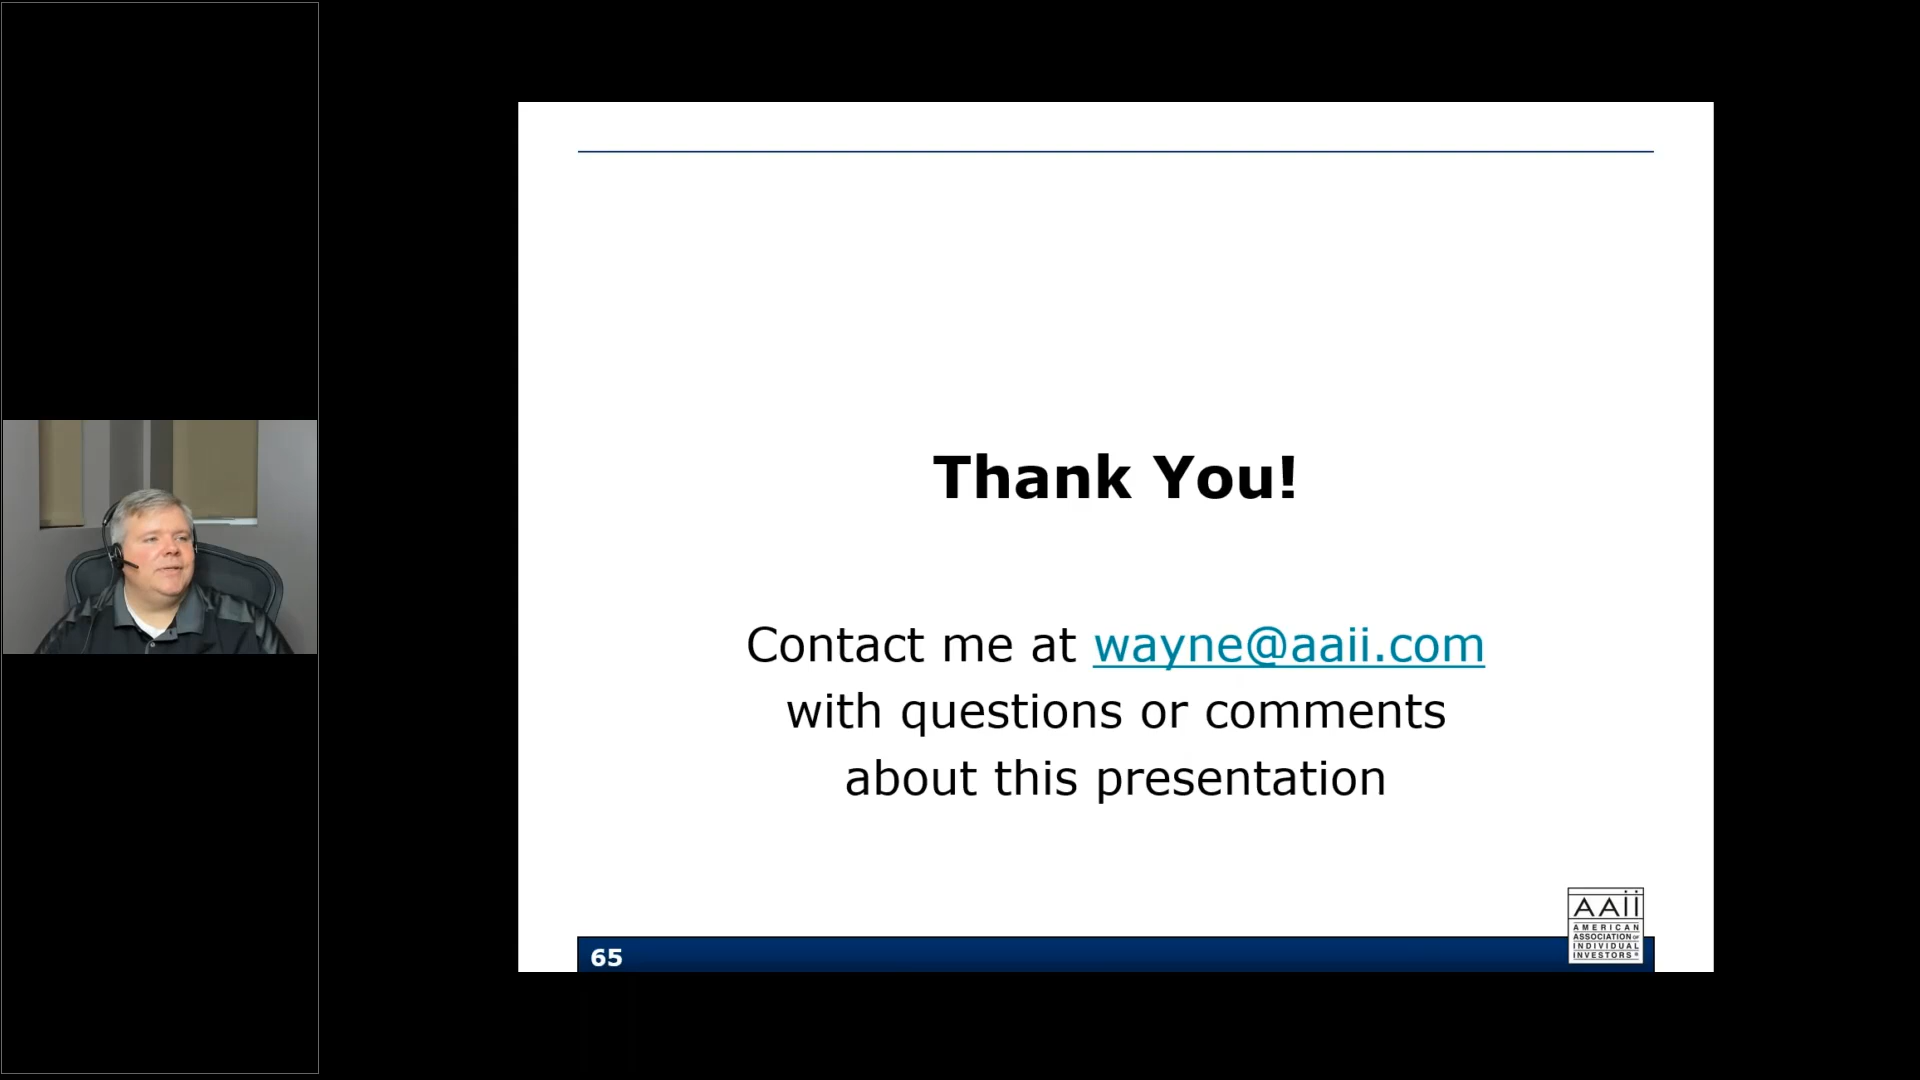 Thank You!
Contact me at wayne@aaii.com
with questions or comments
about this presentation
65
AAii
AMERICAN
ASSOCIATION OF
INDIVIDUAL
INVESTORS®